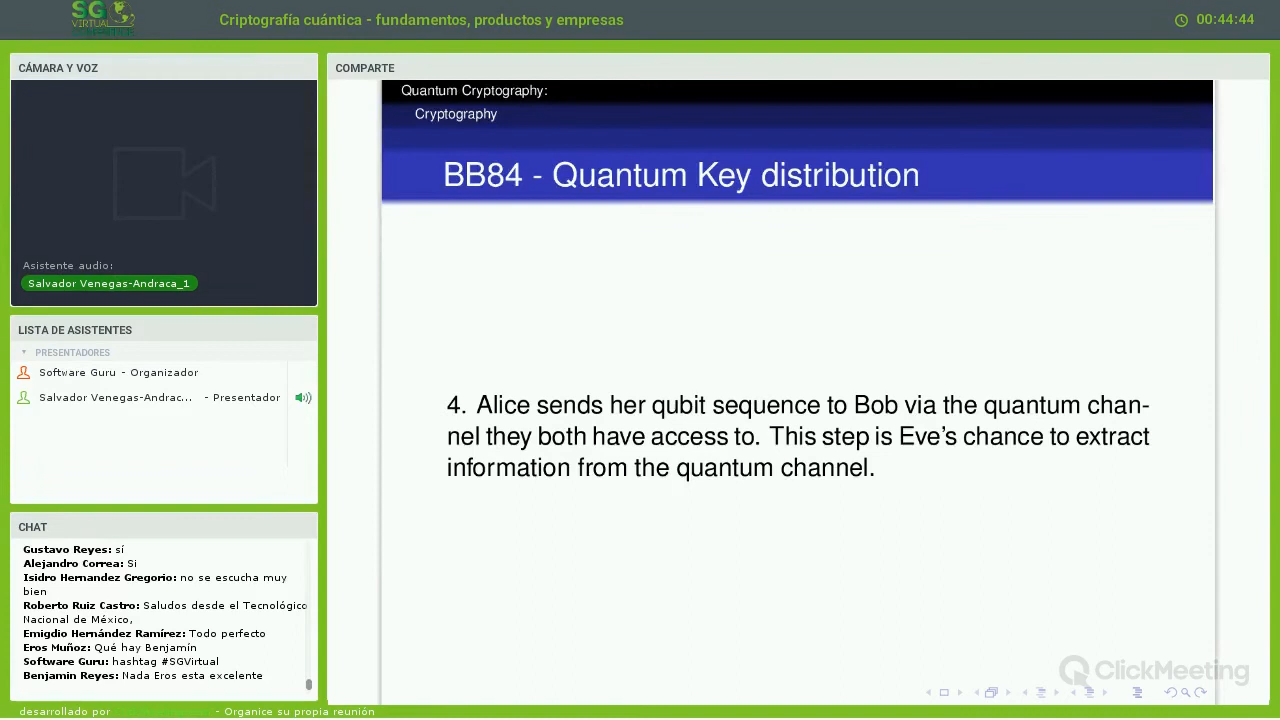 SG
VIRTUAL
Criptografía cuántica - fundamentos, productos y empresas
00:44:44
CÁMARA Y VOZ
Asistente audio:
Salvador Venegas-Andraca_1
LISTA DE ASISTENTES
PRESENTADORES
Software Guru - Organizador
Salvador Venegas-Andrac... - Presentador
CHAT
Gustavo Reyes: sí
Alejandro Correa: Si
Isidro Hernandez Gregorio: no se escucha muy
bien
Roberto Ruiz Castro: Saludos desde el Tecnológico
Nacional de México,
Emigdio Hernández Ramírez: Todo perfecto
Eros Muñoz: Qué hay Benjamín
Software Guru: hashtag #SGVirtual
Benjamin Reyes: Nada Eros esta excelente
COMPARTE
Quantum Cryptography:
Cryptography
BB84 - Quantum Key distribution
4. Alice sends her qubit sequence to Bob via the quantum chan-
nel they both have access to. This step is Eve's chance to extract
information from the quantum channel.
ClickMeeting
desarrollado por - Organice su propia reunión